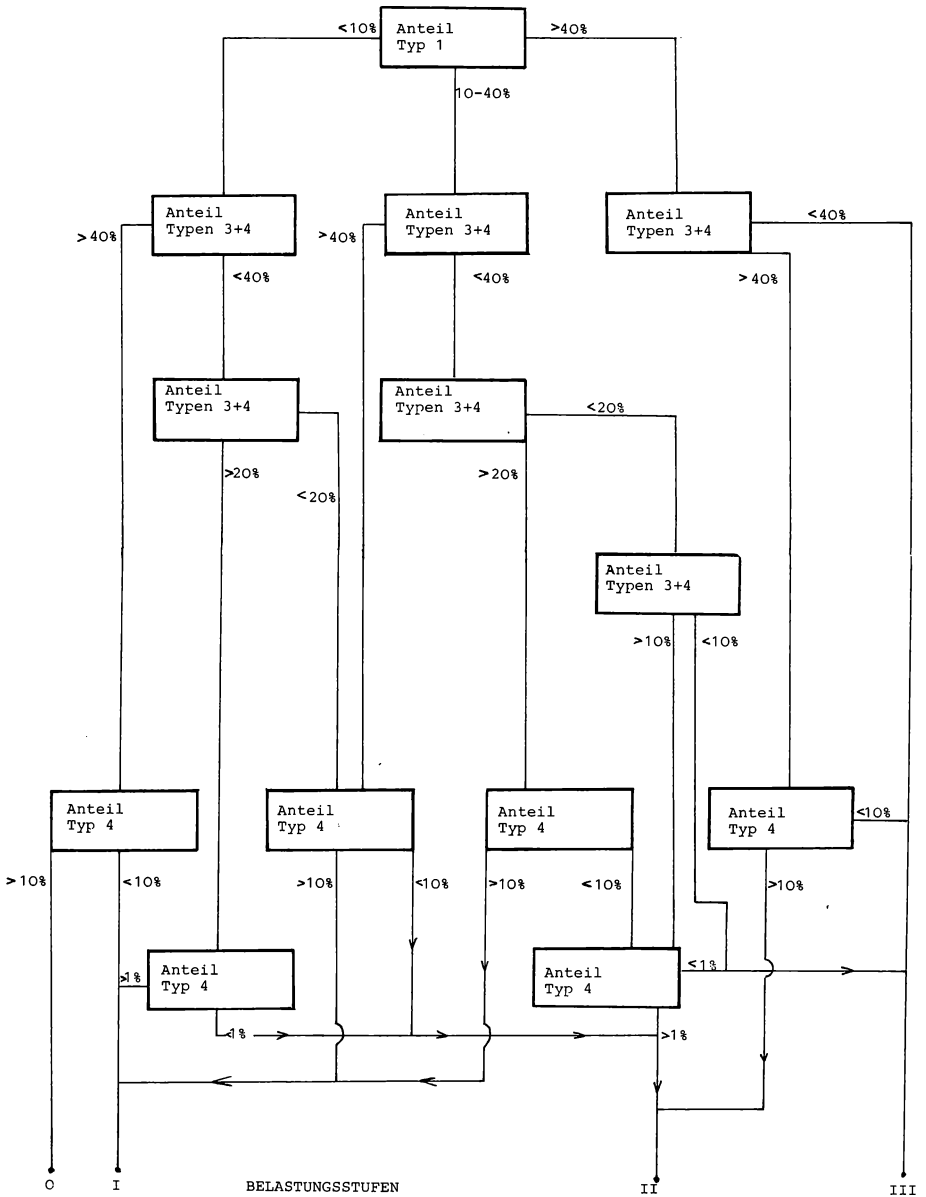 <10%
Anteil
Typ 1
>40%
10-40%
Anteil
Typen 3+4
Anteil
Typen 3+4
Anteil
Typen 3+4
<40%
>40%
>40%
<40%
<40%
>40%
Anteil
Typen 3+4
Anteil
Typen 3+4
<20%
>20%
<20%
>20%
Anteil
Typen 3+4
>10%
<10%
Anteil
Typ 4
Anteil
Typ 4
Anteil
Typ 4
Anteil
Typ 4
<10%
>10%
<10%
>10%
<10%
>10%
<10%
>10%
>1%
Anteil
Typ 4
Anteil
Typ 4
<1%
<1%
>1%
O
I
BELASTUNGSSTUFEN
II
III